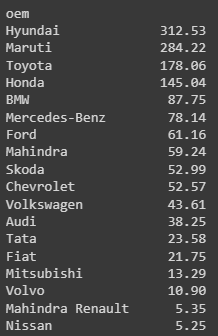 oem
Hyundai 312.53
Maruti 284.22
Toyota 178.06
Honda 145.04
BMW 87.75
Mercedes-Benz 78.14
Ford 61.16
Mahindra 59.24
Skoda 52.99
Chevrolet 52.57
Volkswagen 43.61
Audi 38.25
Tata 23.58
Fiat 21.75
Mitsubishi 13.29
Volvo 10.90
Mahindra Renault 5.35
Nissan 5.25